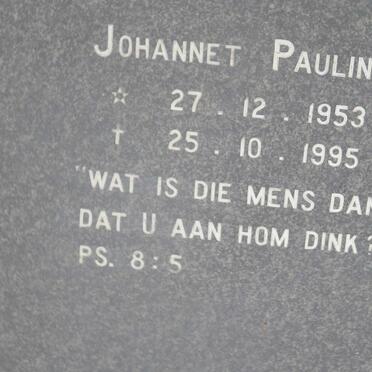 JOHANNET PAULIN
☆ 27 . 12 . 1953
† 25 . 10 . 1995
"WAT IS DIE MENS DAN
DAT U AAN HOM DINK?
PS. 8:5